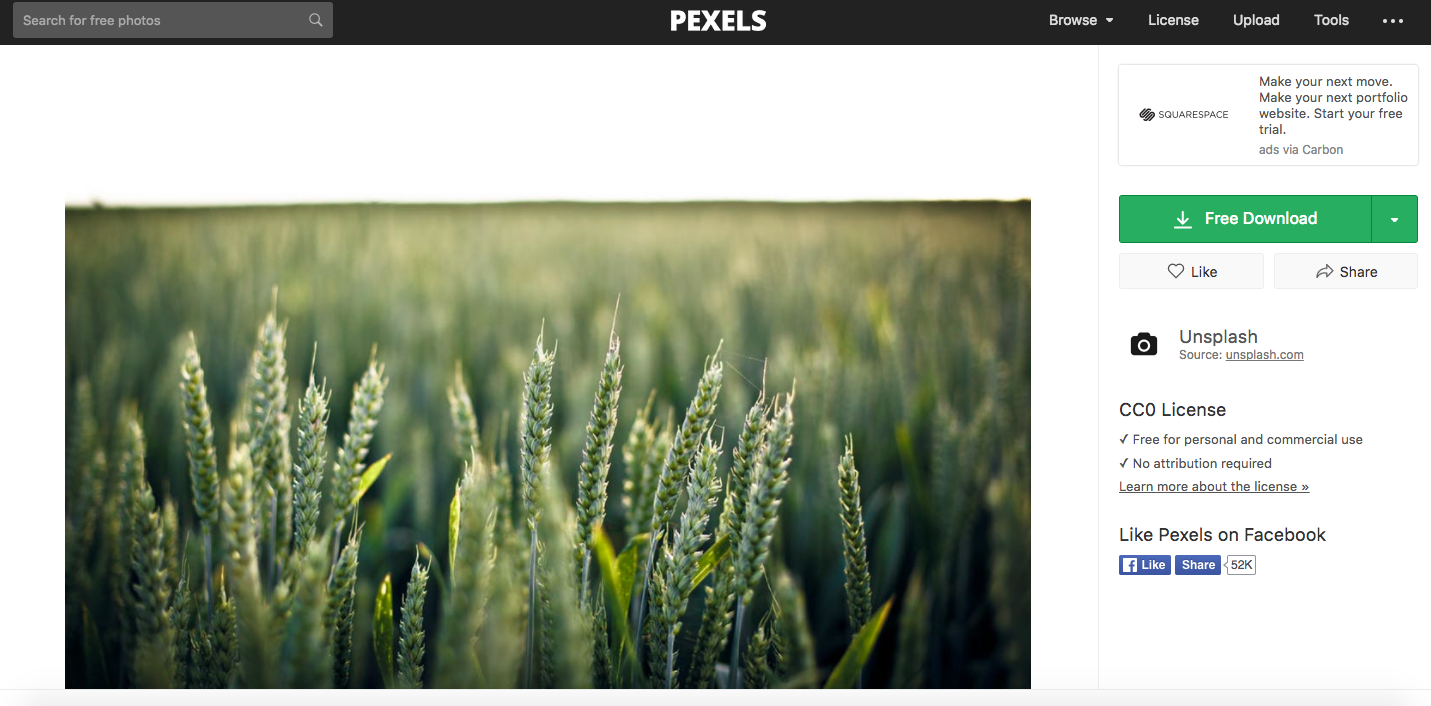 Search for free photos
PEXELS
Browse
License
Upload
Tools
SQUARESPACE
Make your next move.
Make your next portfolio
website. Start your free
trial.
ads via Carbon
Free Download
Like
Share
Unsplash
Source: unsplash.com
CC0 License
✓ Free for personal and commercial use
✓ No attribution required
Learn more about the license »
Like Pexels on Facebook
Like
Share
52K